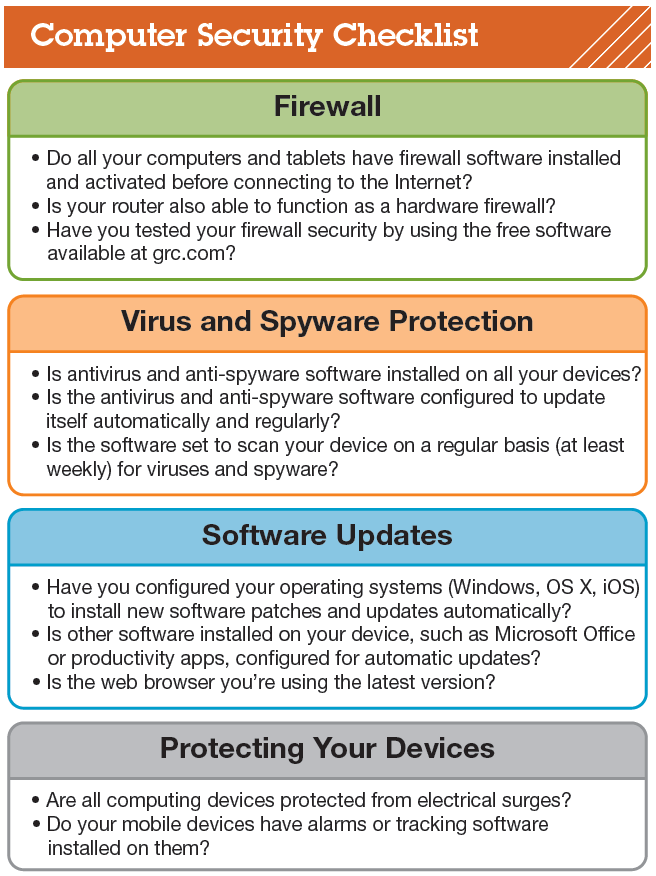 Computer Security Checklist
Firewall
• Do all your computers and tablets have firewall software installed
and activated before connecting to the Internet?
• Is your router also able to function as a hardware firewall?
• Have you tested your firewall security by using the free software
available at grc.com?
Virus and Spyware Protection
• Is antivirus and anti-spyware software installed on all your devices?
• Is the antivirus and anti-spyware software configured to update
itself automatically and regularly?
• Is the software set to scan your device on a regular basis (at least
weekly) for viruses and spyware?
Software Updates
• Have you configured your operating systems (Windows, OS X, iOS)
to install new software patches and updates automatically?
• Is other software installed on your device, such as Microsoft Office
or productivity apps, configured for automatic updates?
• Is the web browser you’re using the latest version?
Protecting Your Devices
• Are all computing devices protected from electrical surges?
• Do your mobile devices have alarms or tracking software
installed on them?